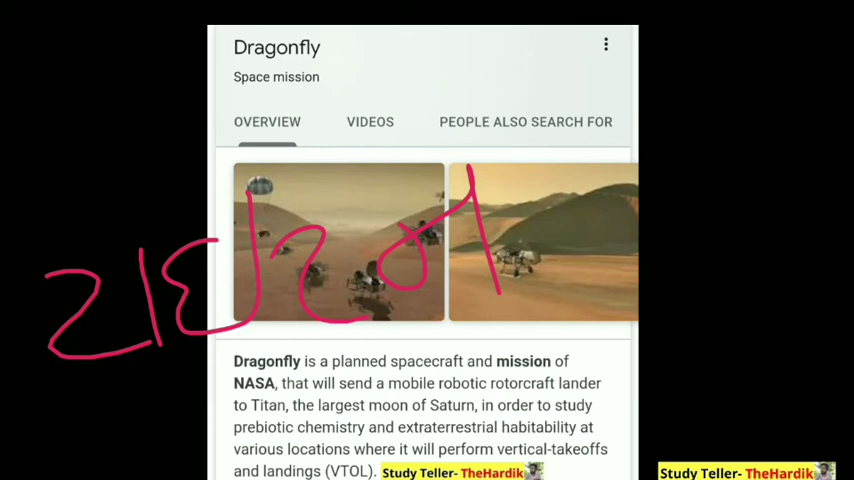 Dragonfly
Space mission
OVERVIEW VIDEOS PEOPLE ALSO SEARCH FOR
Dragonfly is a planned spacecraft and mission of
NASA, that will send a mobile robotic rotorcraft lander
to Titan, the largest moon of Saturn, in order to study
prebiotic chemistry and extraterrestrial habitability at
various locations where it will perform vertical-takeoffs
and landings (VTOL). Study Teller- TheHardik
Study Teller- TheHardik